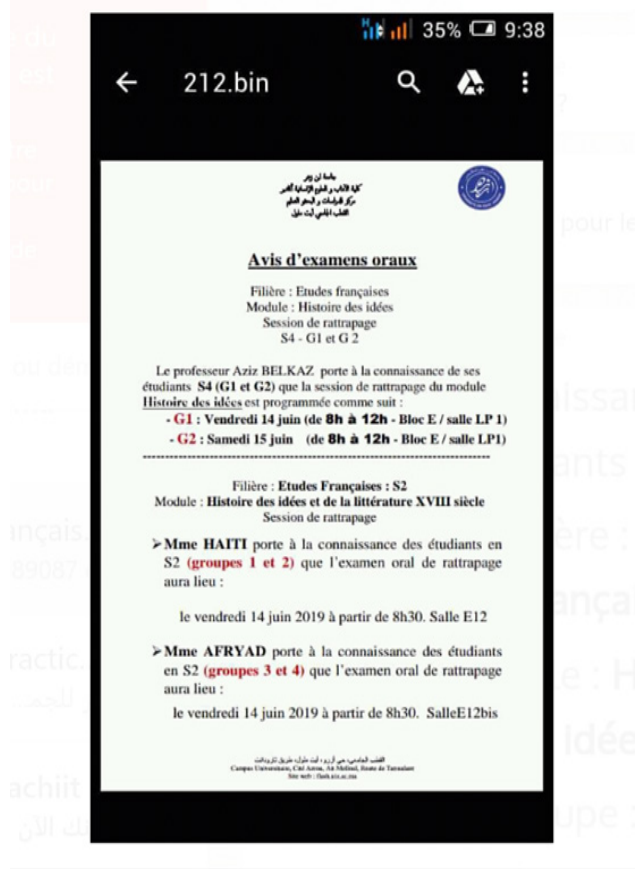 35% 9:38
212.bin
Avis d'examens oraux
Filière : Etudes françaises
Module : Histoire des idées
Session de rattrapage
S4 - G1 et G 2
Le professeur Aziz BELKAZ porte à la connaissance de ses
étudiants S4 (G1 et G2) que la session de rattrapage du module
Histoire des idées est programmée comme suit :
- G1 : Vendredi 14 juin (de 8h à 12h - Bloc E / salle LP 1)
- G2 : Samedi 15 juin (de 8h à 12h - Bloc E / salle LP1)
Filière : Etudes Françaises : S2
Module : Histoire des idées et de la littérature XVIII siècle
Session de rattrapage
➢Mme HAITI porte à la connaissance des étudiants en
S2 (groupes 1 et 2) que l'examen oral de rattrapage
aura lieu :
le vendredi 14 juin 2019 à partir de 8h30. Salle E12
➢Mme AFRYAD porte à la connaissance des étudiants
en S2 (groupes 3 et 4) que l'examen oral de rattrapage
aura lieu :
le vendredi 14 juin 2019 à partir de 8h30. SalleE12bis